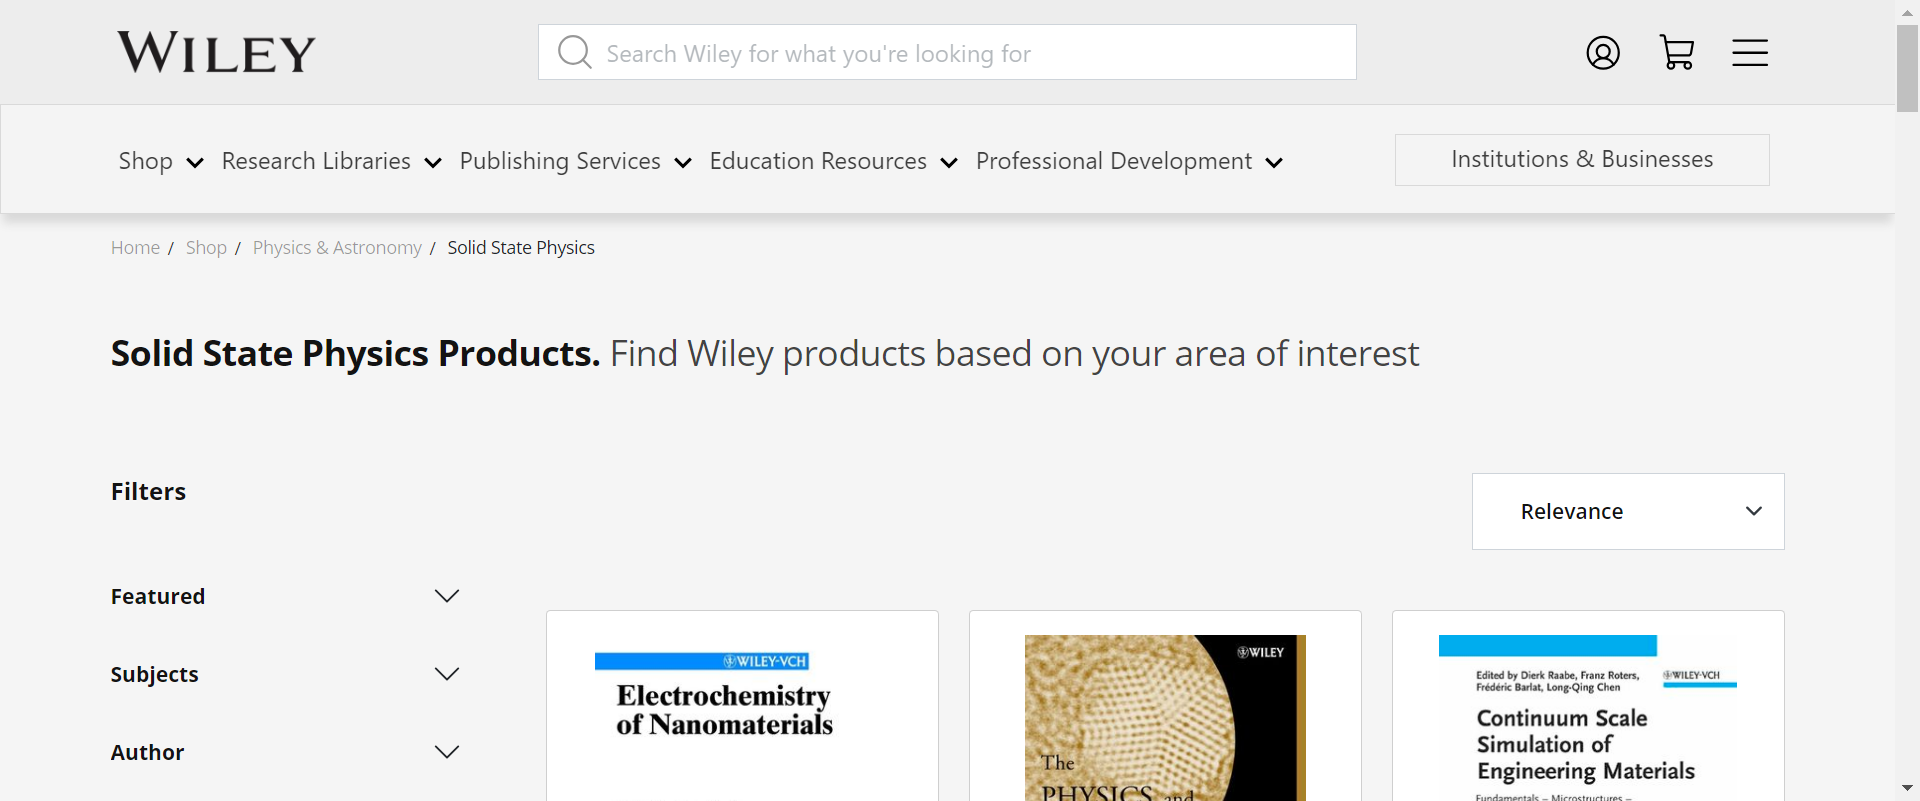 WILEY
Search Wiley for what you're looking for
Shop Research Libraries Publishing Services Education Resources Professional Development
Institutions & Businesses
Home / Shop / Physics & Astronomy / Solid State Physics
Solid State Physics Products. Find Wiley products based on your area of interest
Filters
Relevance
Featured
Subjects
Author
WILEY-VCH
Electrochemistry
of Nanomaterials
WILEY
The
PHYSICS and
Edited by Dierk Raabe, Franz Roters,
Frédéric Barlat, Long-Qing Chen
WILEY-VCH
Continuum Scale
Simulation of
Engineering Materials
Fundamentals – Microstructures –